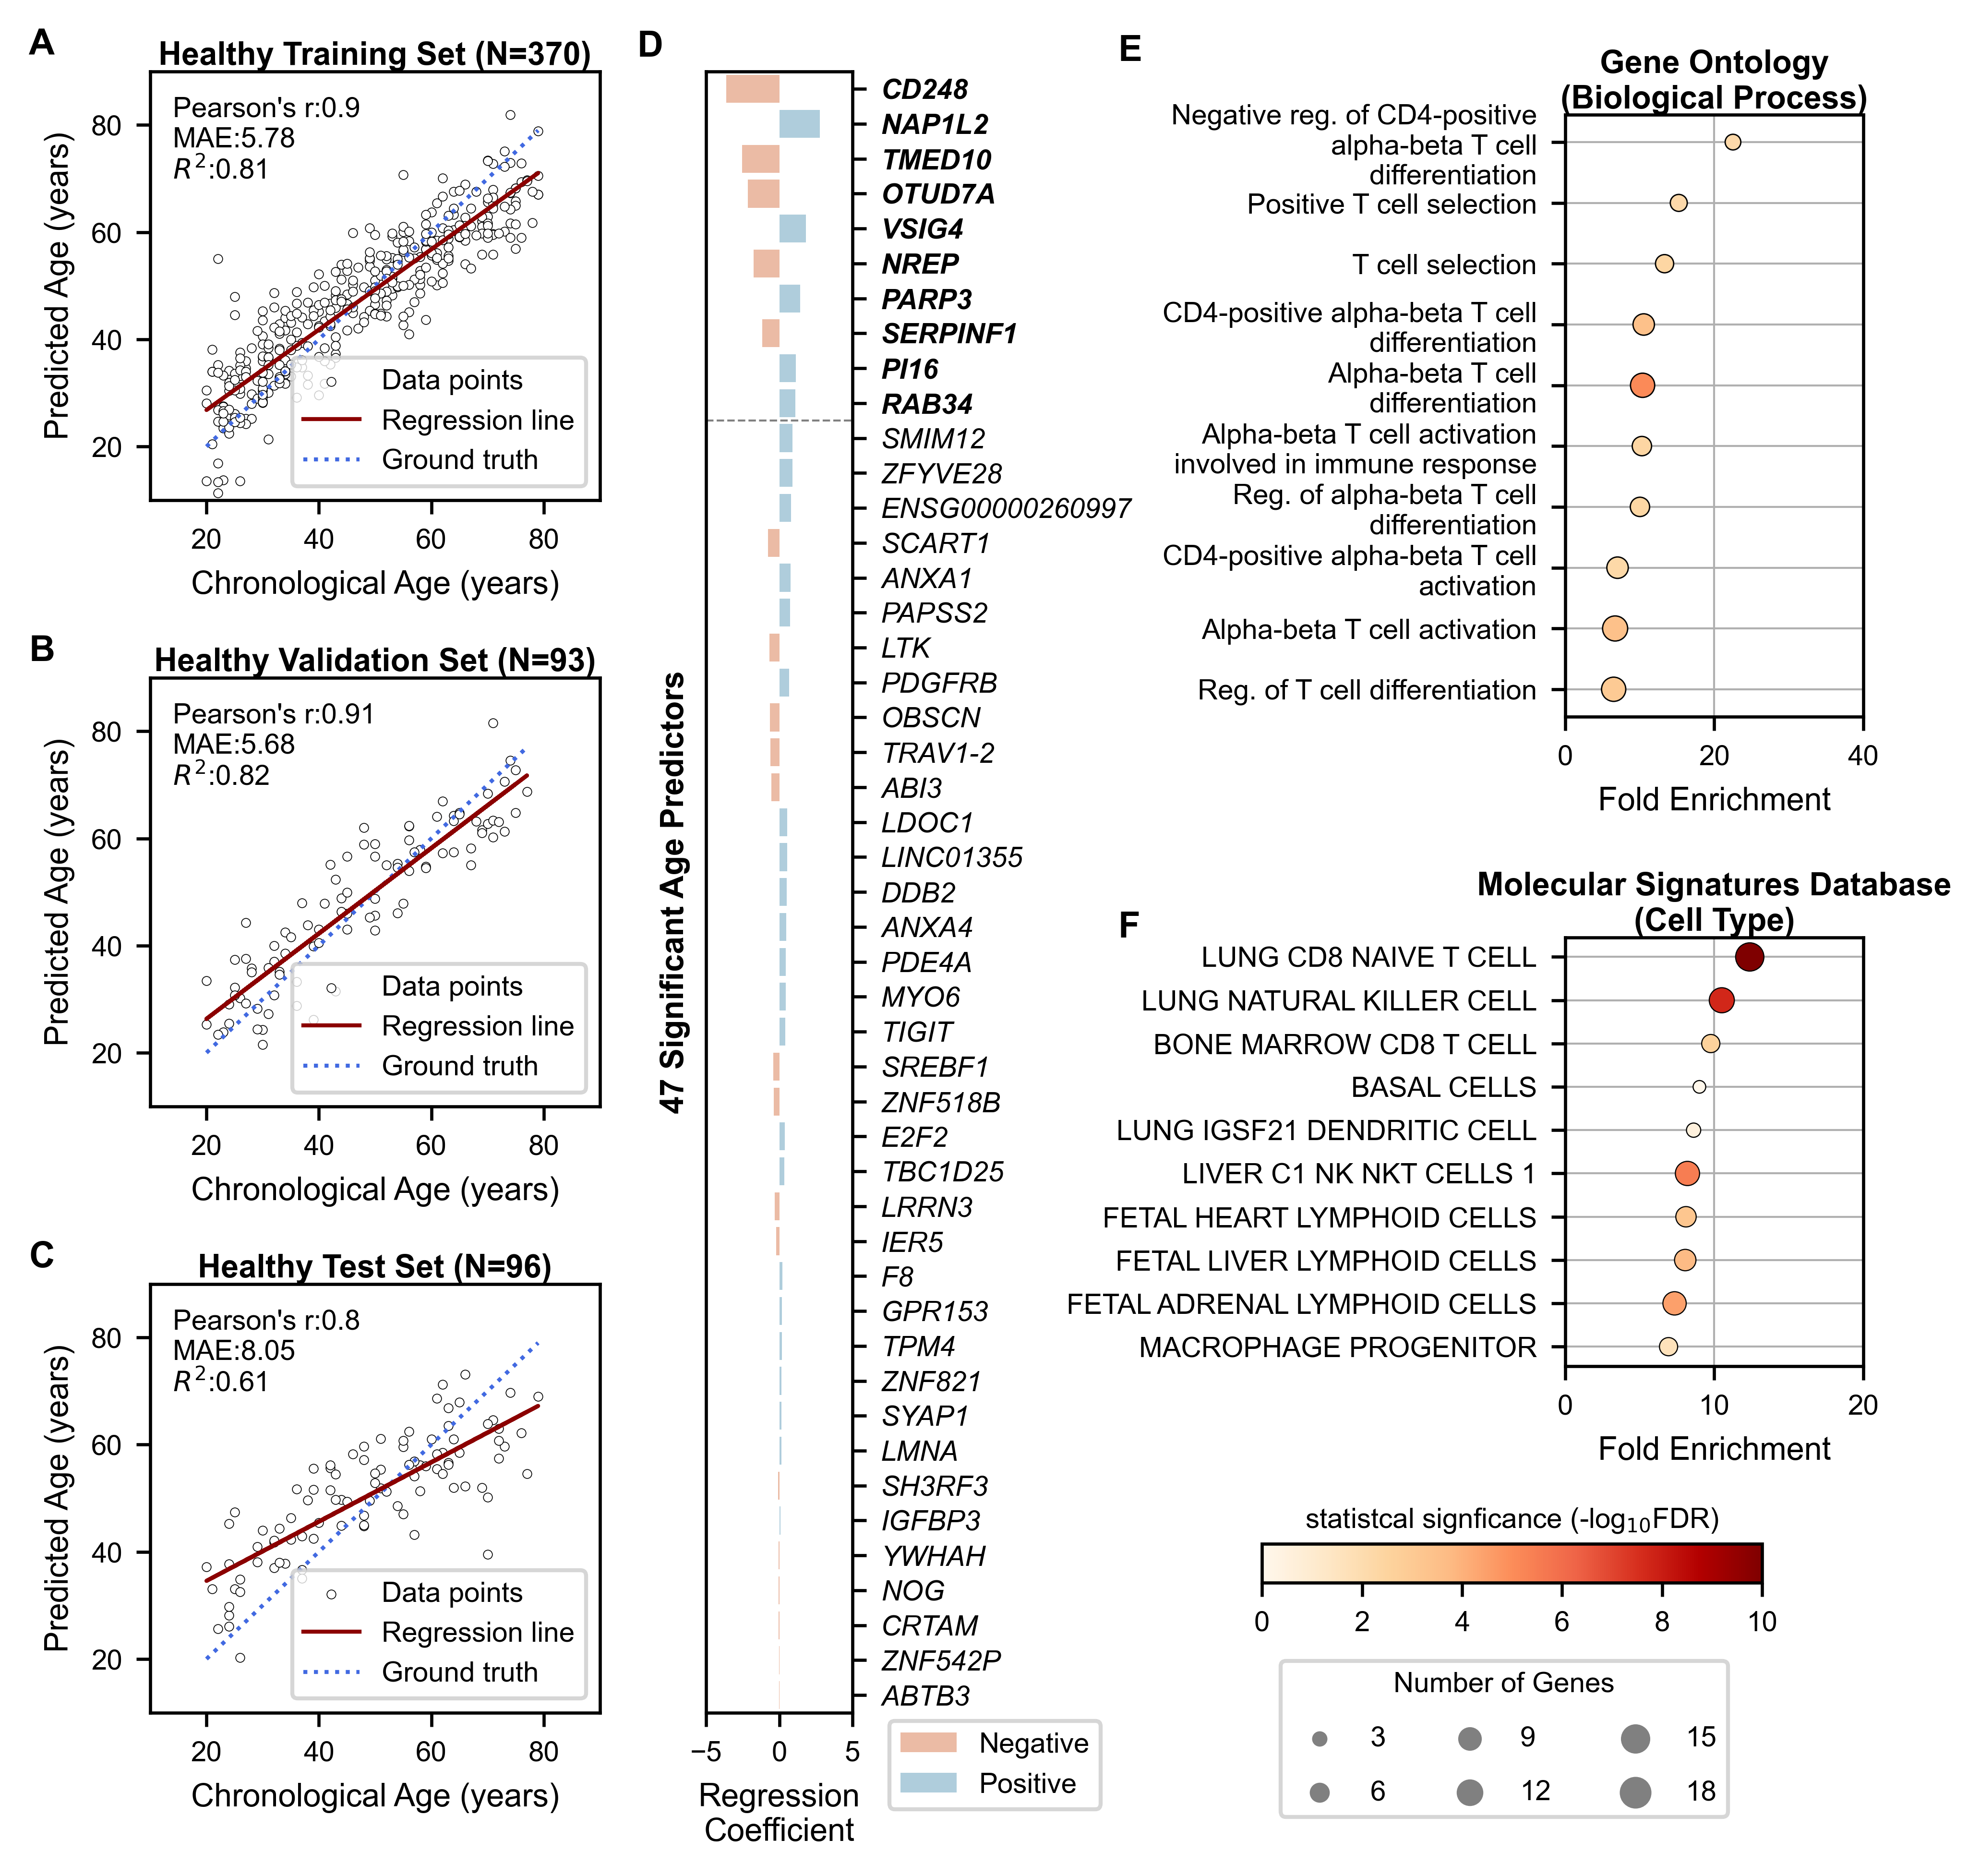 A
Healthy Training Set (N=370)
Pearson's r:0.9
MAE:5.78
R²:0.81
Predicted Age (years)
80
60
40
20
Data points
Regression line
Ground truth
20 40 60 80
Chronological Age (years)
B
Healthy Validation Set (N=93)
Pearson's r:0.91
MAE:5.68
R²:0.82
Predicted Age (years)
80
60
40
20
Data points
Regression line
Ground truth
20 40 60 80
Chronological Age (years)
C
Healthy Test Set (N=96)
Pearson's r:0.8
MAE:8.05
R²:0.61
Predicted Age (years)
80
60
40
20
Data points
Regression line
Ground truth
20 40 60 80
Chronological Age (years)
D
47 Significant Age Predictors
CD248
NAP1L2
TMED10
OTUD7A
VSIG4
NREP
PARP3
SERPINF1
PI16
RAB34
SMIM12
ZFYVE28
ENSG00000260997
SCART1
ANXA1
PAPSS2
LTK
PDGFRB
OBSCN
TRAV1-2
ABI3
LDOC1
LINC01355
DDB2
ANXA4
PDE4A
MYO6
TIGIT
SREBF1
ZNF518B
E2F2
TBC1D25
LRRN3
IER5
F8
GPR153
TPM4
ZNF821
SYAP1
LMNA
SH3RF3
IGFBP3
YWHAH
NOG
CRTAM
ZNF542P
ABTB3
−5 0 5
Regression
Coefficient
Negative
Positive
E
Gene Ontology
(Biological Process)
Negative reg. of CD4-positive
alpha-beta T cell
differentiation
Positive T cell selection
T cell selection
CD4-positive alpha-beta T cell
differentiation
Alpha-beta T cell
differentiation
Alpha-beta T cell activation
involved in immune response
Reg. of alpha-beta T cell
differentiation
CD4-positive alpha-beta T cell
activation
Alpha-beta T cell activation
Reg. of T cell differentiation
0 20 40
Fold Enrichment
F
Molecular Signatures Database
(Cell Type)
LUNG CD8 NAIVE T CELL
LUNG NATURAL KILLER CELL
BONE MARROW CD8 T CELL
BASAL CELLS
LUNG IGSF21 DENDRITIC CELL
LIVER C1 NK NKT CELLS 1
FETAL HEART LYMPHOID CELLS
FETAL LIVER LYMPHOID CELLS
FETAL ADRENAL LYMPHOID CELLS
MACROPHAGE PROGENITOR
0 10 20
Fold Enrichment
statistcal signficance (-log₁₀FDR)
0 2 4 6 8 10
Number of Genes
3 9 15
6 12 18